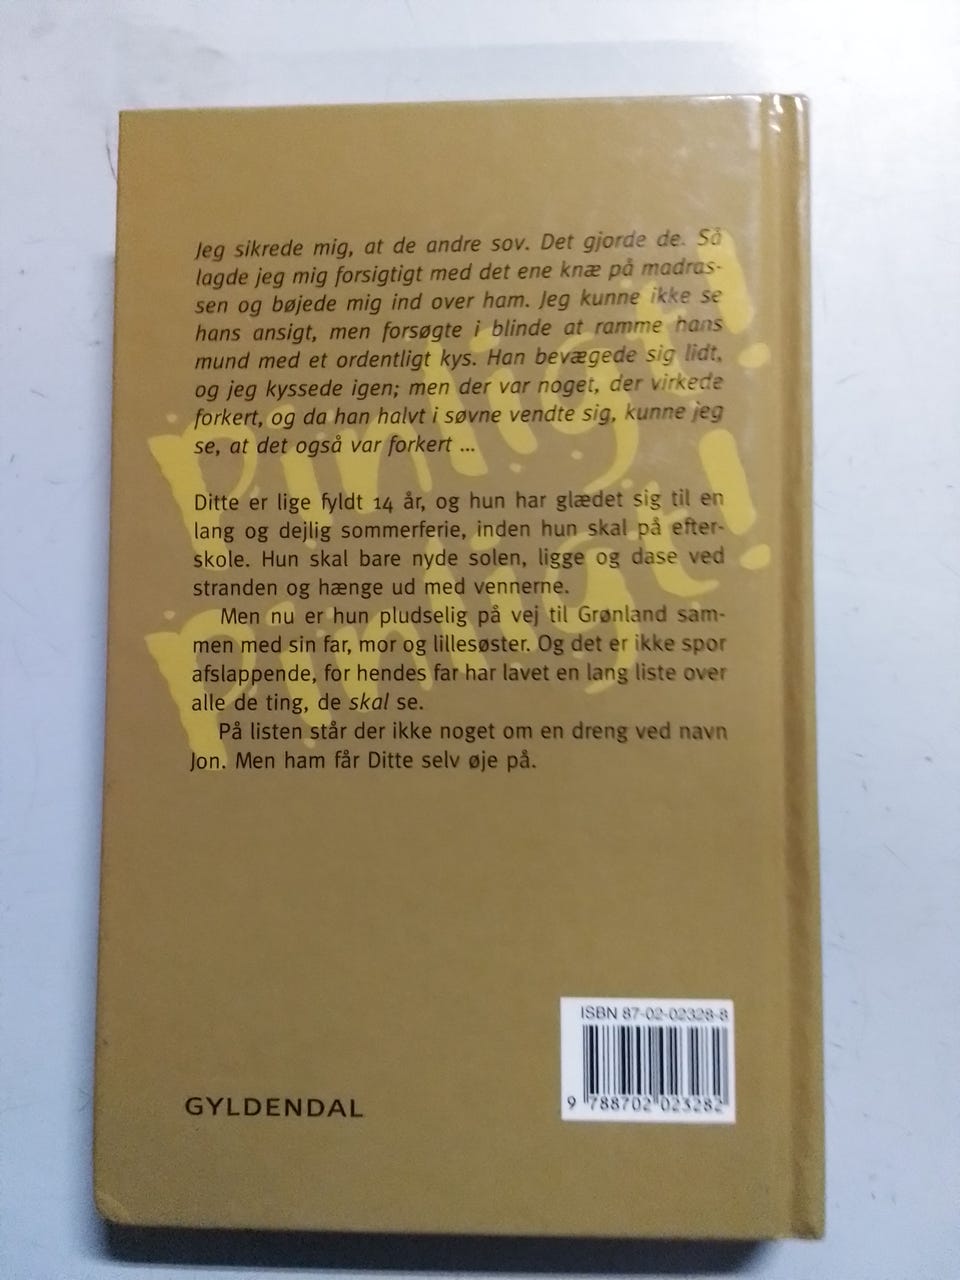 Jeg sikrede mig, at de andre sov. Det gjorde de. Så
lagde jeg mig forsigtigt med det ene knæ på madras-
sen og bøjede mig ind over ham. Jeg kunne ikke se
hans ansigt, men forsøgte i blinde at ramme hans
mund med et ordentligt kys. Han bevægede sig lidt,
og jeg kyssede igen; men der var noget, der virkede
forkert, og da han halvt i søvne vendte sig, kunne jeg
se, at det også var forkert ...
Pinligt!
Pinligt!
Ditte er lige fyldt 14 år, og hun har glædet sig til en
lang og dejlig sommerferie, inden hun skal på efter-
skole. Hun skal bare nyde solen, ligge og dase ved
stranden og hænge ud med vennerne.
Men nu er hun pludselig på vej til Grønland sam-
men med sin far, mor og lillesøster. Og det er ikke spor
afslappende, for hendes far har lavet en lang liste over
alle de ting, de skal se.
På listen står der ikke noget om en dreng ved navn
Jon. Men ham får Ditte selv øje på.
ISBN 87-02-02328-8
9 788702 023282
GYLDENDAL